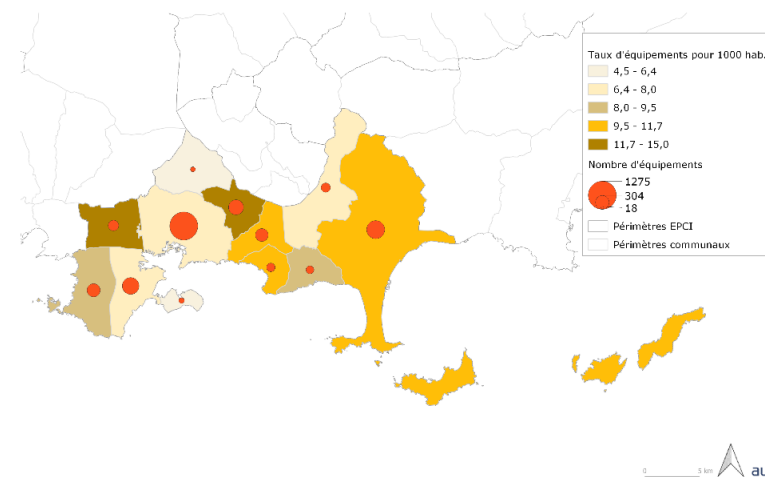 Taux d'équipements pour 1000 hab.
4,5 - 6,4
6,4 - 8,0
8,0 - 9,5
9,5 - 11,7
11,7 - 15,0
Nombre d'équipements
1275
304
18
Périmètres EPCI
Périmètres communaux
0 5 km
au